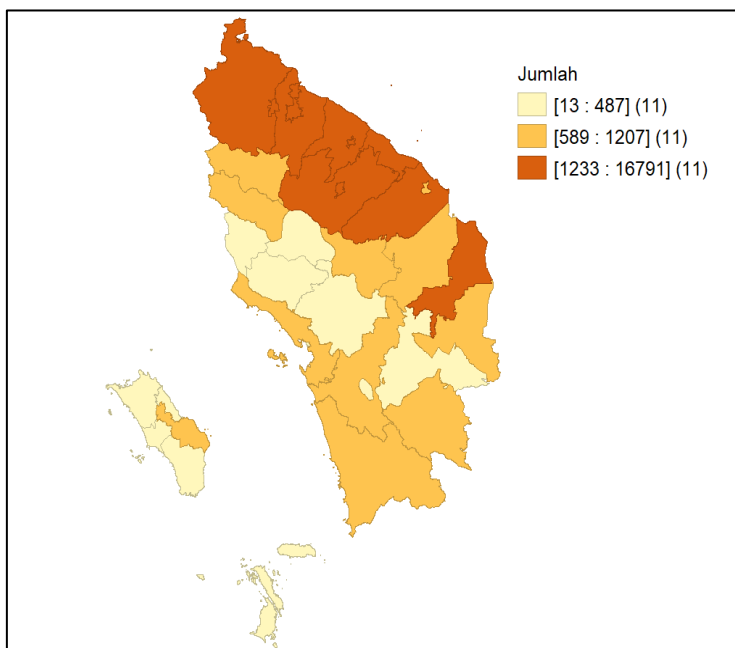 Jumlah
[13 : 487] (11)
[589 : 1207] (11)
[1233 : 16791] (11)